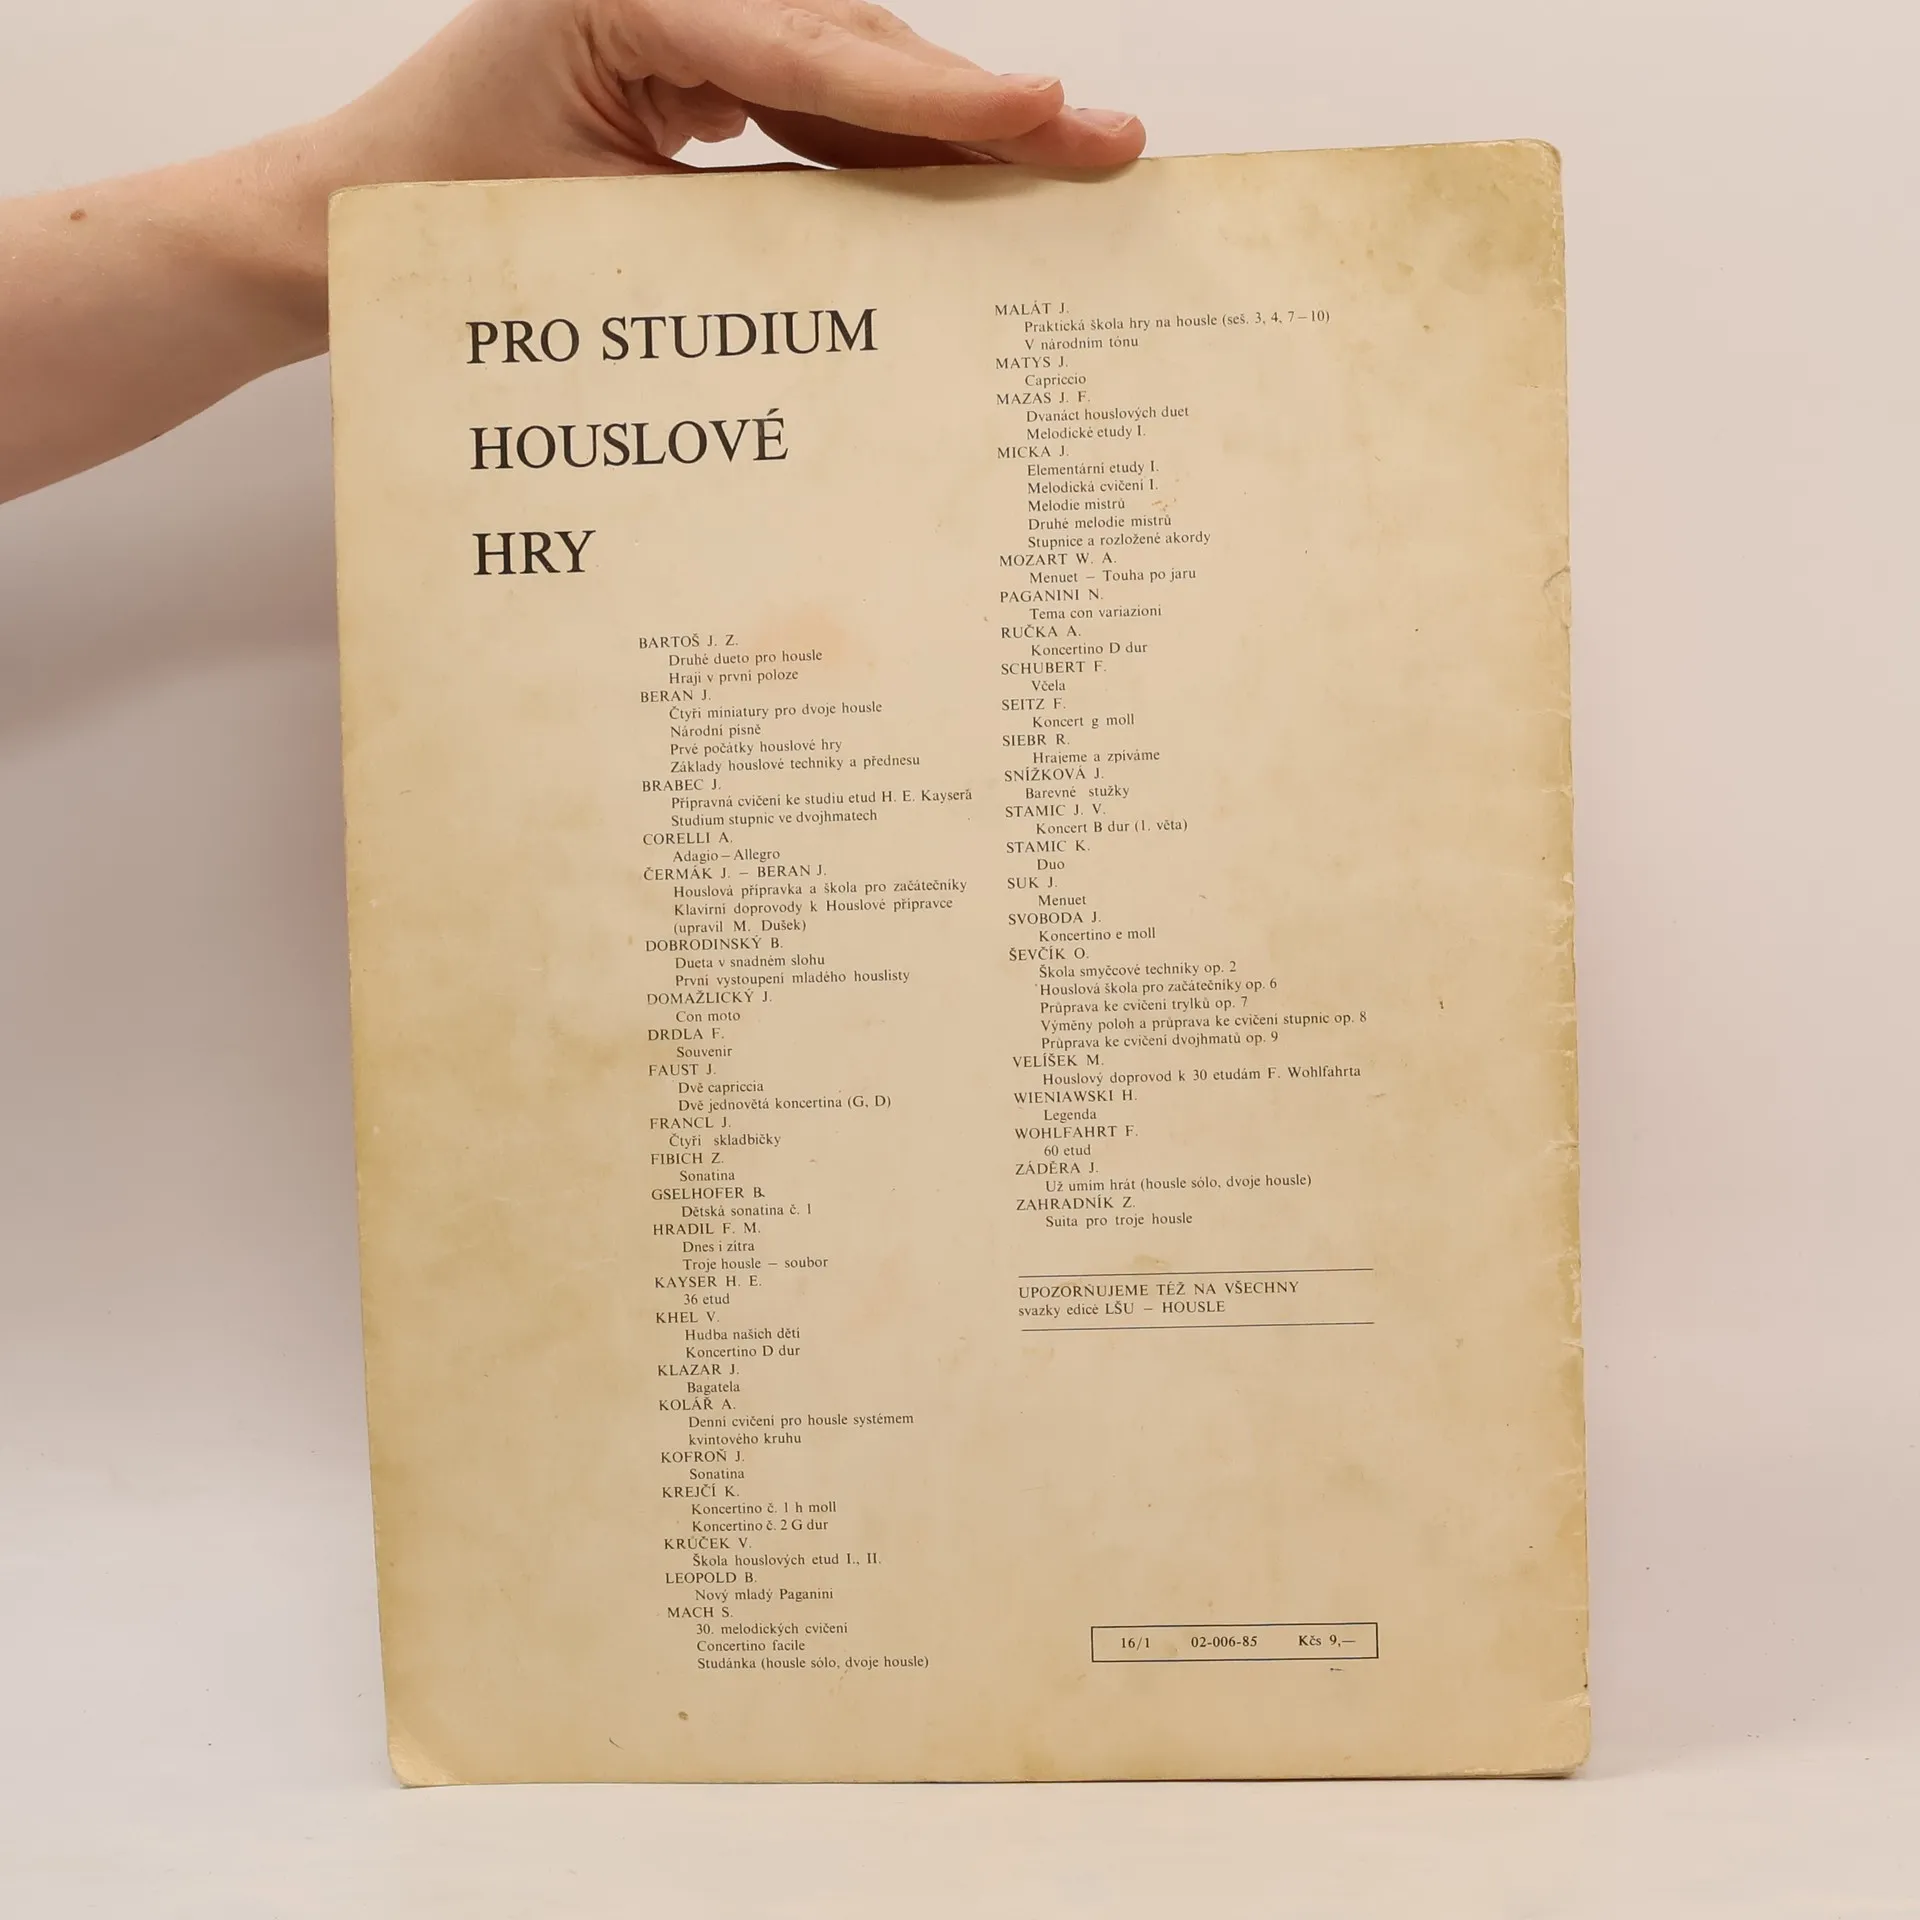 PRO STUDIUM
HOUSLOVÉ
HRY
BARTOŠ J. Z.
Druhé dueto pro housle
Hraji v první poloze
BERAN J.
Čtyři miniatury pro dvoje housle
Národní písně
Prvé počátky houslové hry
Základy houslové techniky a přednesu
BRABEC J.
Přípravná cvičení ke studiu etud H. E. Kaysera
Studium stupnic ve dvojhmatech
CORELLI A.
Adagio – Allegro
ČERMÁK J. – BERAN J.
Houslová přípravka a škola pro začátečníky
Klavírní doprovody k Houslové přípravce
(upravil M. Dušek)
DOBRODINSKÝ B.
Dueta v snadném slohu
První vystoupení mladého houslisty
DOMAŽLICKÝ J.
Con moto
DRDLA F.
Souvenir
FAUST J.
Dvě capriccia
Dvě jednovětá koncertina (G, D)
FRANCL J.
Čtyři skladbičky
FIBICH Z.
Sonatina
GSELHOFER B.
Dětská sonatina č. 1
HRADIL F. M.
Dnes i zítra
Troje housle – soubor
KAYSER H. E.
36 etud
KHEL V.
Hudba našich dětí
Koncertino D dur
KLAZAR J.
Bagatela
KOLÁŘ A.
Denní cvičení pro housle systémem
kvintového kruhu
KOFROŇ J.
Sonatina
KREJČÍ K.
Koncertino č. 1 h moll
Koncertino č. 2 G dur
KRŮČEK V.
Škola houslových etud I., II.
LEOPOLD B.
Nový mladý Paganini
MACH S.
30. melodických cvičení
Concertino facile
Studánka (housle sólo, dvoje housle)
MALÁT J.
Praktická škola hry na housle (seš. 3, 4, 7–10)
V národním tónu
MATYS J.
Capriccio
MAZAS J. F.
Dvanáct houslových duet
Melodické etudy I.
MICKA J.
Elementární etudy I.
Melodická cvičení I.
Melodie mistrů
Druhé melodie mistrů
Stupnice a rozložené akordy
MOZART W. A.
Menuet – Touha po jaru
PAGANINI N.
Tema con variazioni
RUČKA A.
Koncertino D dur
SCHUBERT F.
Včela
SEITZ F.
Koncert g moll
SIEBR R.
Hrajeme a zpíváme
SNÍŽKOVÁ J.
Barevné stužky
STAMIC J. V.
Koncert B dur (1. věta)
STAMIC K.
Duo
SUK J.
Menuet
SVOBODA J.
Koncertino e moll
ŠEVČÍK O.
Škola smyčcové techniky op. 2
Houslová škola pro začátečníky op. 6
Průprava ke cvičení trylků op. 7
Výměny poloh a průprava ke cvičení stupnic op. 8
Průprava ke cvičení dvojhmatů op. 9
VELÍŠEK M.
Houslový doprovod k 30 etudám F. Wohlfahrta
WIENIAWSKI H.
Legenda
WOHLFAHRT F.
60 etud
ZÁDĚRA J.
Už umím hrát (housle sólo, dvoje housle)
ZAHRADNÍK Z.
Suita pro troje housle
UPOZORŇUJEME TÉŽ NA VŠECHNY
svazky edice LŠU – HOUSLE
16/1 02-006-85 Kčs 9,—